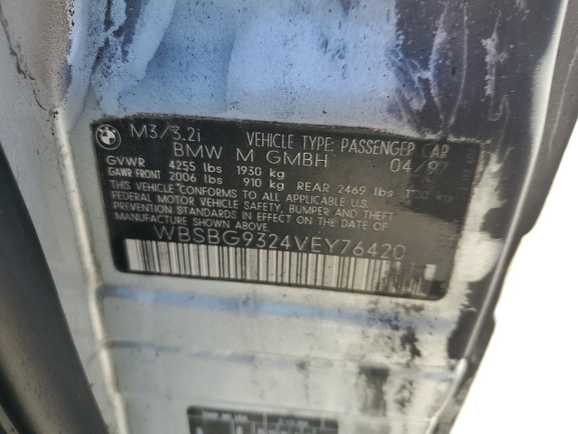 M3/3.2i VEHICLE TYPE: PASSENGER CAR
BMW M GMBH 04/97
GVWR 4255 lbs 1930 kg
GAWR FRONT 2006 lbs 910 kg REAR 2469 lbs kg
THIS VEHICLE CONFORMS TO ALL APPLICABLE
FEDERAL MOTOR VEHICLE SAFETY, BUMPER AND THEFT
PREVENTION STANDARDS IN EFFECT ON THE DATE OF
MANUFACTURE SHOWN ABOVE.
WBSBG9324VEY76420